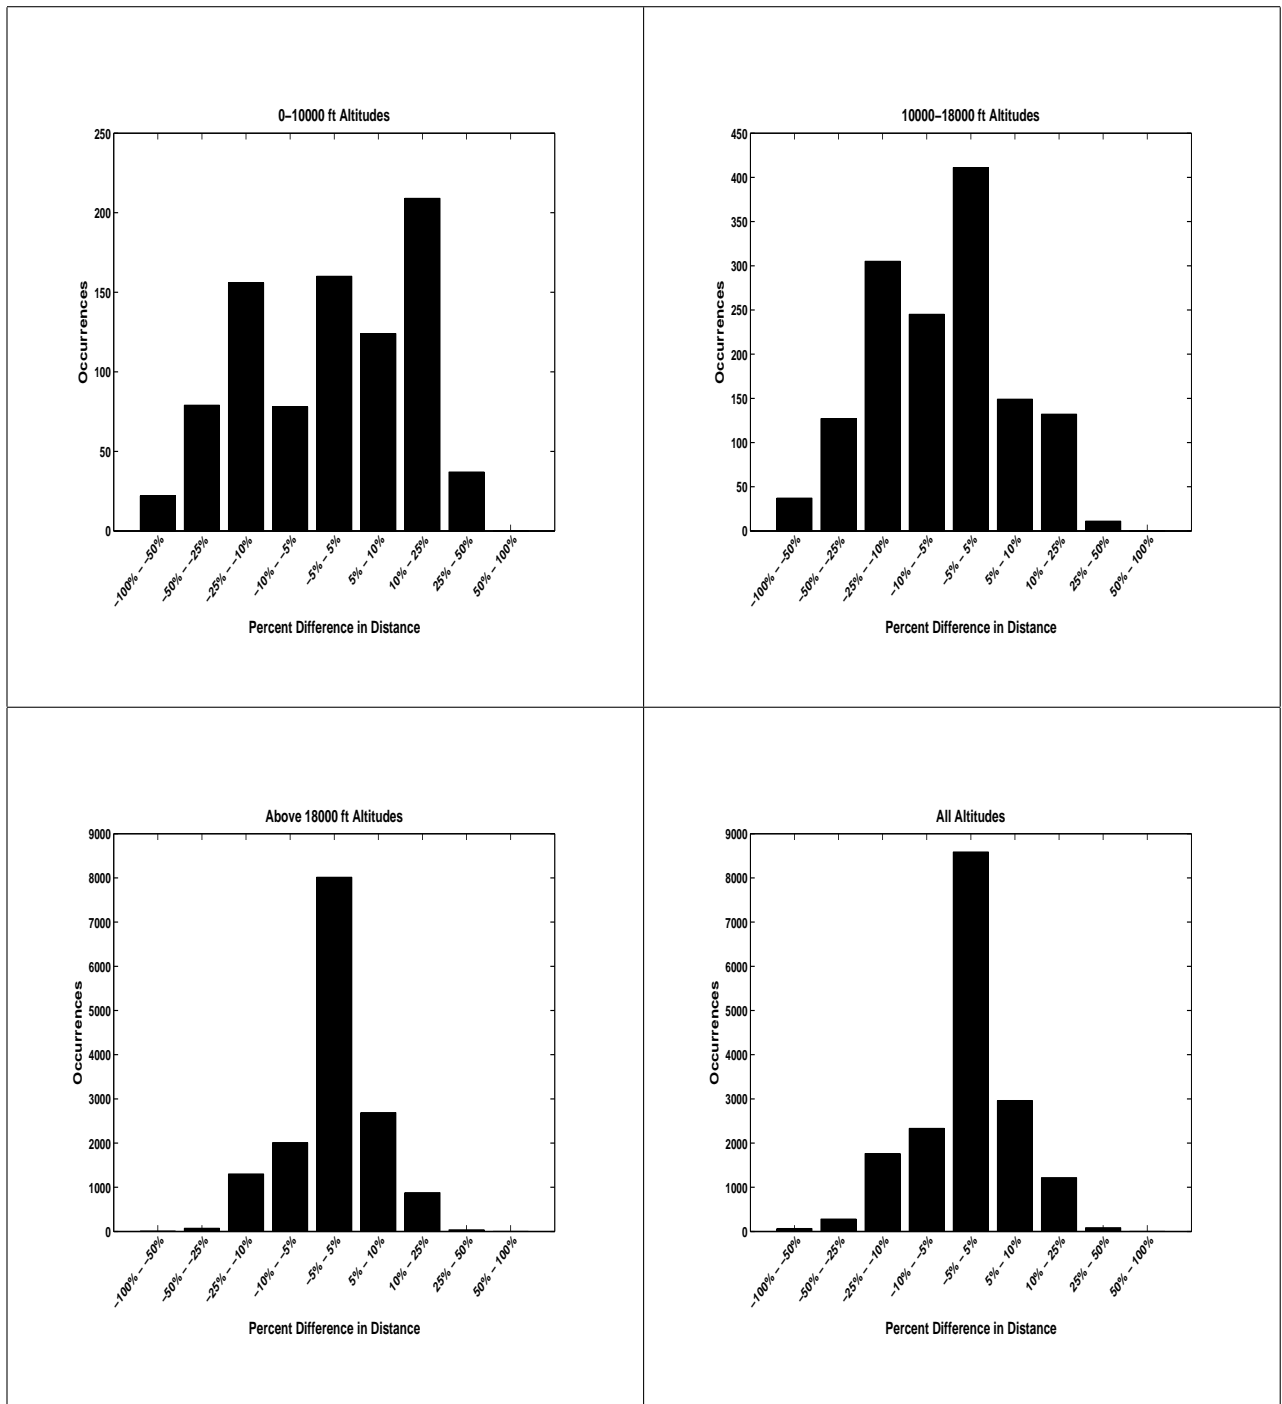 0–10000 ft Altitudes
250
200
150
100
50
0
Occurrences
–100% – –50%
–50% – –25%
–25% – –10%
–10% – –5%
–5% – 5%
5% – 10%
10% – 25%
25% – 50%
50% – 100%
Percent Difference in Distance
10000–18000 ft Altitudes
450
400
350
300
250
200
150
100
50
0
Occurrences
–100% – –50%
–50% – –25%
–25% – –10%
–10% – –5%
–5% – 5%
5% – 10%
10% – 25%
25% – 50%
50% – 100%
Percent Difference in Distance
Above 18000 ft Altitudes
9000
8000
7000
6000
5000
4000
3000
2000
1000
0
Occurrences
–100% – –50%
–50% – –25%
–25% – –10%
–10% – –5%
–5% – 5%
5% – 10%
10% – 25%
25% – 50%
50% – 100%
Percent Difference in Distance
All Altitudes
9000
8000
7000
6000
5000
4000
3000
2000
1000
0
Occurrences
–100% – –50%
–50% – –25%
–25% – –10%
–10% – –5%
–5% – 5%
5% – 10%
10% – 25%
25% – 50%
50% – 100%
Percent Difference in Distance